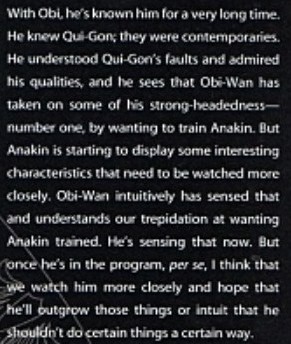 With Obi, he's known him for a very long time.
He knew Qui-Gon; they were contemporaries.
He understood Qui-Gon's faults and admired
his qualities, and he sees that Obi-Wan has
taken on some of his strong-headedness—
number one, by wanting to train Anakin. But
Anakin is starting to display some interesting
characteristics that need to be watched more
closely. Obi-Wan intuitively has sensed that
and understands our trepidation at wanting
Anakin trained. He's sensing that now. But
once he's in the program, per se, I think that
we watch him more closely and hope that
he'll outgrow those things or intuit that he
shouldn't do certain things a certain way.